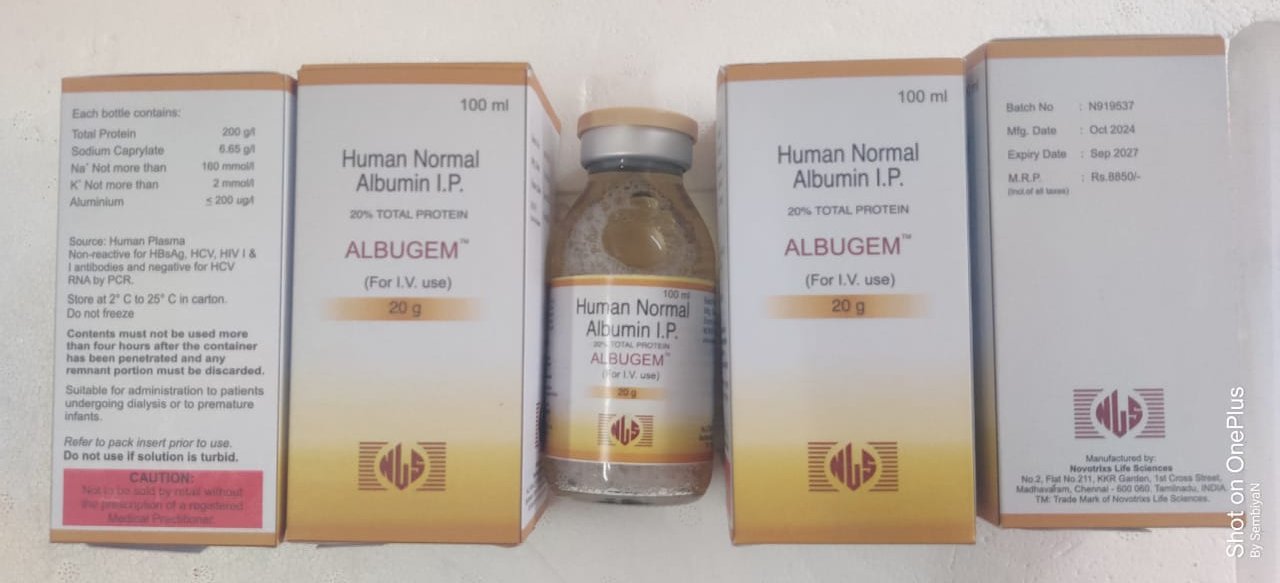 Each bottle contains:
Total Protein 200 g/l
Sodium Caprylate 6.65 g/l
Na⁺ Not more than 160 mmol/l
K⁺ Not more than 2 mmol/l
Aluminium ≤ 200 ug/l
Source: Human Plasma
Non-reactive for HBsAg, HCV, HIV I &
I antibodies and negative for HCV
RNA by PCR.
Store at 2° C to 25° C in carton.
Do not freeze
Contents must not be used more
than four hours after the container
has been penetrated and any
remnant portion must be discarded.
Suitable for administration to patients
undergoing dialysis or to premature
infants.
Refer to pack insert prior to use.
Do not use if solution is turbid.
CAUTION:
Not to be sold by retail without
the prescription of a registered
Medical Practitioner.
100 ml
Human Normal
Albumin I.P.
20% TOTAL PROTEIN
ALBUGEM™
(For I.V. use)
20 g
NLS
100 ml
Human Normal
Albumin I.P.
20% TOTAL PROTEIN
ALBUGEM™
(For I.V. use)
20 g
NLS
100 ml
Human Normal
Albumin I.P.
20% TOTAL PROTEIN
ALBUGEM™
(For I.V. use)
20 g
NLS
Batch No : N919537
Mfg. Date : Oct 2024
Expiry Date : Sep 2027
M.R.P. : Rs.8850/-
(Incl.of all taxes)
NLS
Manufactured by:
Novotrixs Life Sciences
No.2, Flat No.211, KKR Garden, 1st Cross Street,
Madhavaram, Chennai - 600 060. Tamilnadu, INDIA
TM: Trade Mark of Novotrixs Life Sciences.
Shot on OnePlus
By SembiyaN